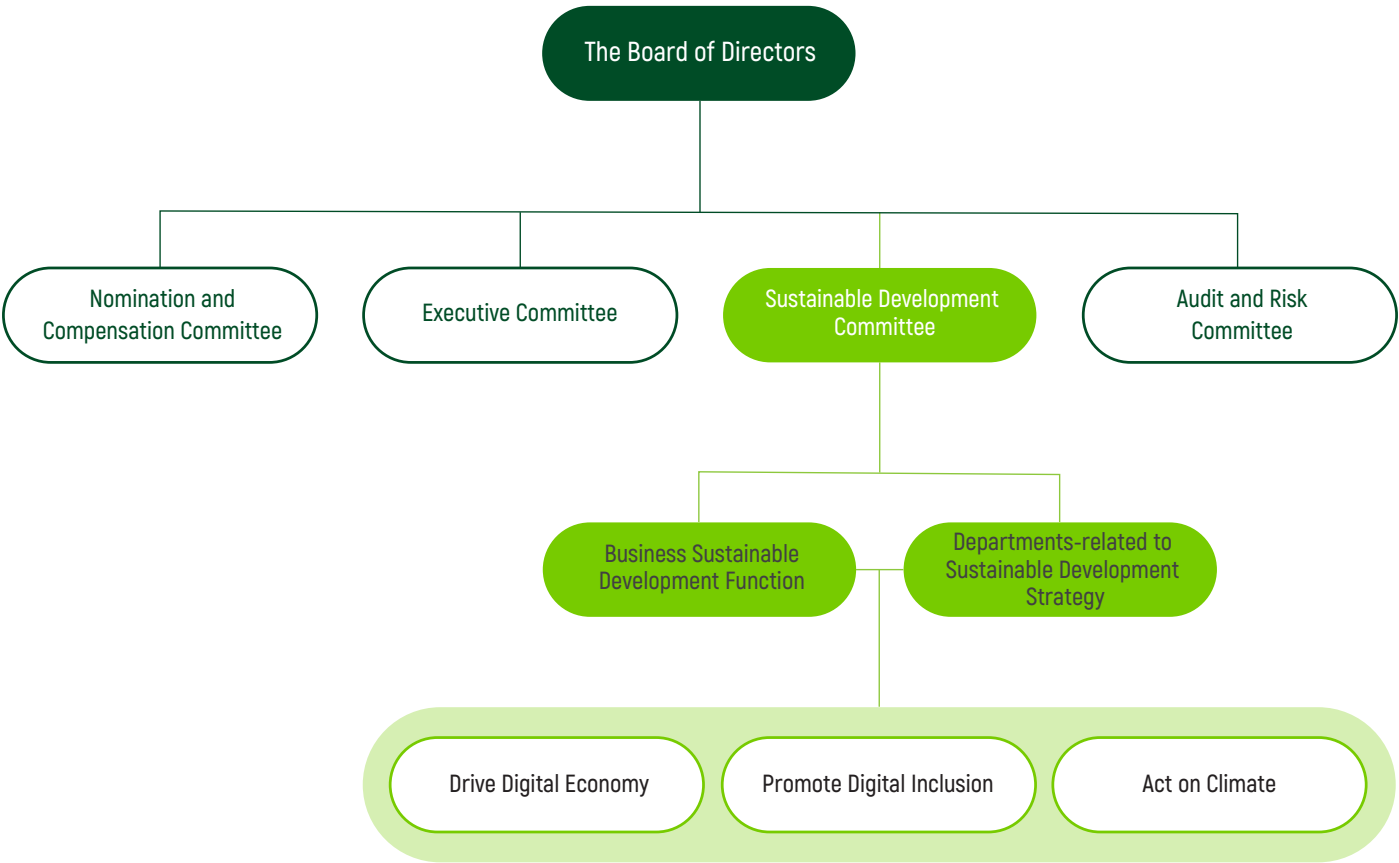 The Board of Directors
Nomination and
Compensation Committee
Executive Committee
Sustainable Development
Committee
Audit and Risk
Committee
Business Sustainable
Development Function
Departments-related to
Sustainable Development
Strategy
Drive Digital Economy
Promote Digital Inclusion
Act on Climate